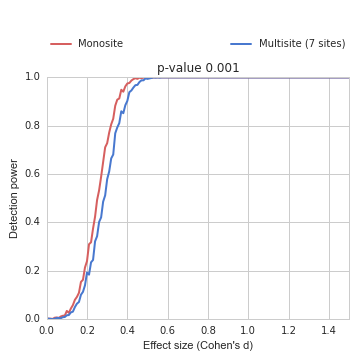 Monosite Multisite (7 sites)
p-value 0.001
1.0
0.8
0.6
0.4
0.2
0.0
Detection power
0.0 0.2 0.4 0.6 0.8 1.0 1.2 1.4
Effect size (Cohen's d)